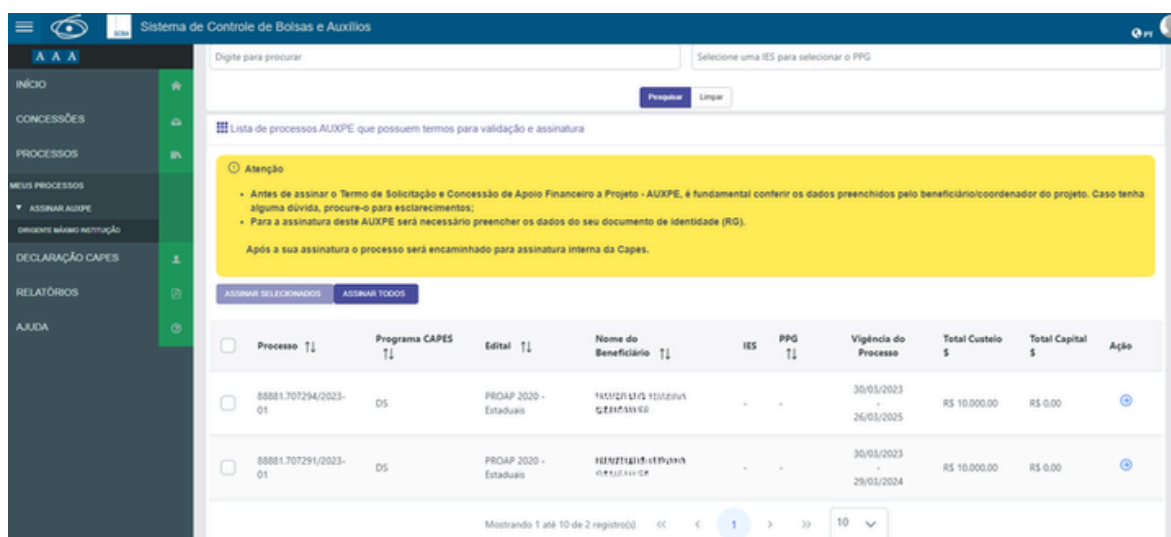 SCBA Sistema de Controle de Bolsas e Auxílios
PT
A A A
INÍCIO
CONCESSÕES
PROCESSOS
MEUS PROCESSOS
ASSINAR AUXPE
DIRIGENTE MÁXIMO INSTITUIÇÃO
DECLARAÇÃO CAPES
RELATÓRIOS
AJUDA
Digite para procurar
Selecione uma IES para selecionar o PPG
Pesquisar Limpar
Lista de processos AUXPE que possuem termos para validação e assinatura
Atenção
• Antes de assinar o Termo de Solicitação e Concessão de Apoio Financeiro a Projeto - AUXPE, é fundamental conferir os dados preenchidos pelo beneficiário/coordenador do projeto. Caso tenha
alguma dúvida, procure-o para esclarecimentos;
• Para a assinatura deste AUXPE será necessário preencher os dados do seu documento de identidade (RG).
Após a sua assinatura o processo será encaminhado para assinatura interna da Capes.
ASSINAR SELECIONADOS ASSINAR TODOS
Processo
Programa CAPES
Edital
Nome do
Beneficiário
IES
PPG
Vigência do
Processo
Total Custeio
$
Total Capital
$
Ação
88881.707294/2023-
01
DS
PROAP 2020 -
Estaduais
-
-
30/03/2023
-
26/03/2025
R$ 10.000,00
R$ 0,00
88881.707291/2023-
01
DS
PROAP 2020 -
Estaduais
-
-
30/03/2023
-
29/03/2024
R$ 10.000,00
R$ 0,00
Mostrando 1 até 10 de 2 registro(s) << < 1 > >> 10